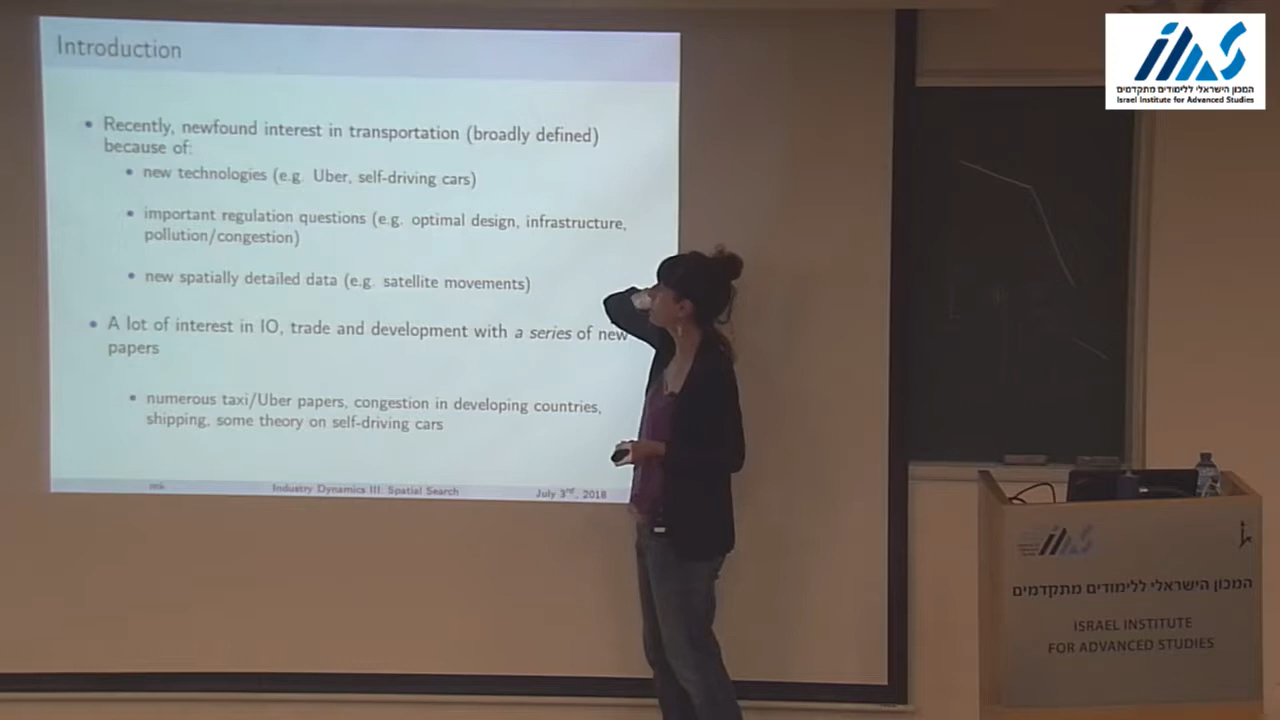 Introduction
• Recently, newfound interest in transportation (broadly defined)
because of:
• new technologies (e.g. Uber, self-driving cars)
• important regulation questions (e.g. optimal design, infrastructure,
pollution/congestion)
• new spatially detailed data (e.g. satellite movements)
• A lot of interest in IO, trade and development with a series of new
papers
• numerous taxi/Uber papers, congestion in developing countries,
shipping, some theory on self-driving cars
Industry Dynamics III: Spatial Search
July 3rd, 2018
המכון הישראלי ללימודים מתקדמים
Israel Institute for Advanced Studies
המכון הישראלי ללימודים מתקדמים
ISRAEL INSTITUTE
FOR ADVANCED STUDIES